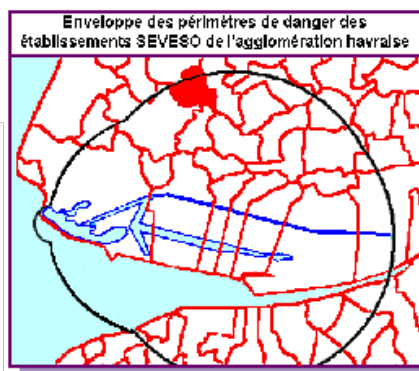 Enveloppe des périmètres de danger des
établissements SEVESO de l'agglomération havraise